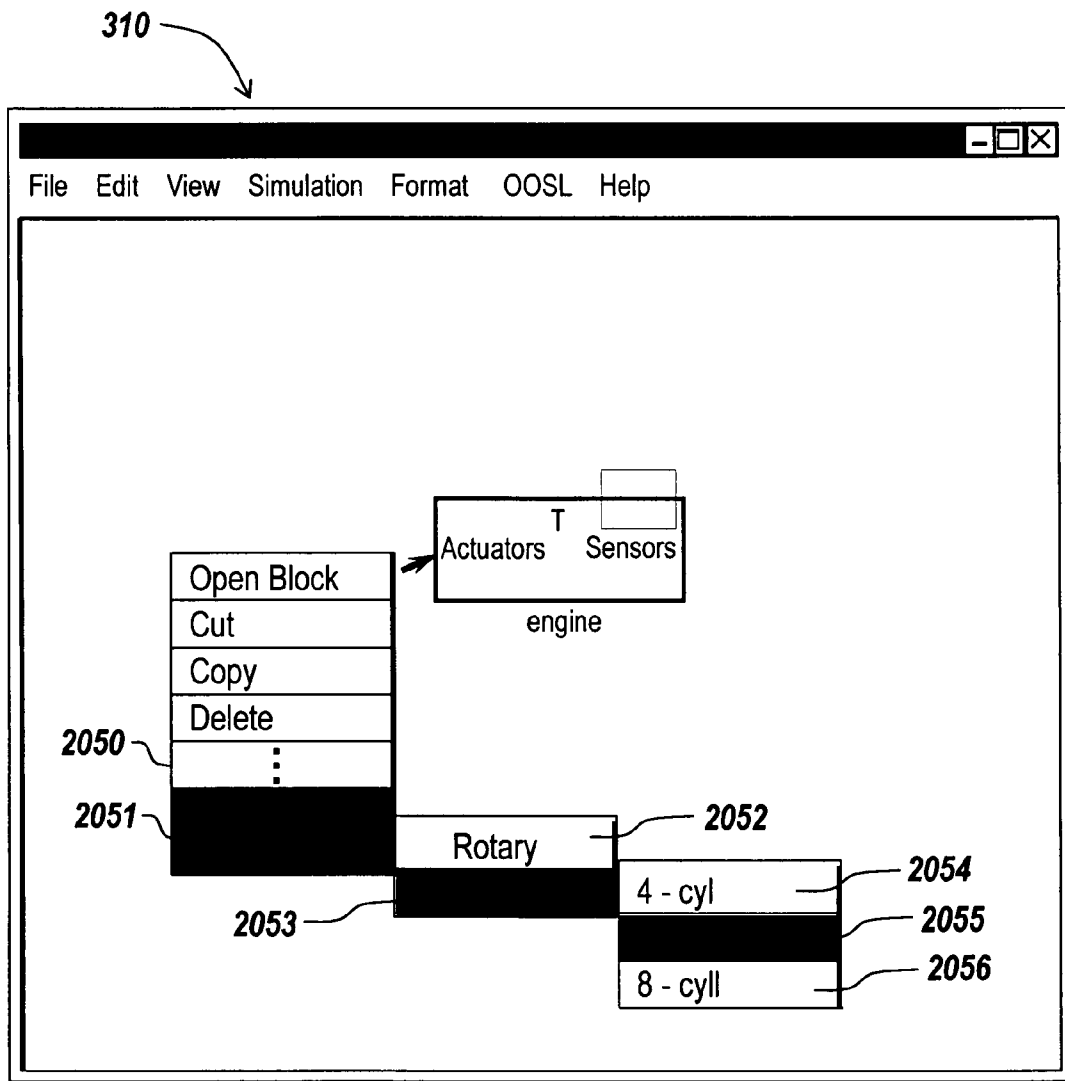 310
File Edit View Simulation Format OOSL Help
T
Actuators Sensors
engine
Open Block
Cut
Copy
Delete
2050
2051
Rotary
2052
2053
4 - cyl
2054
2055
8 - cyll
2056